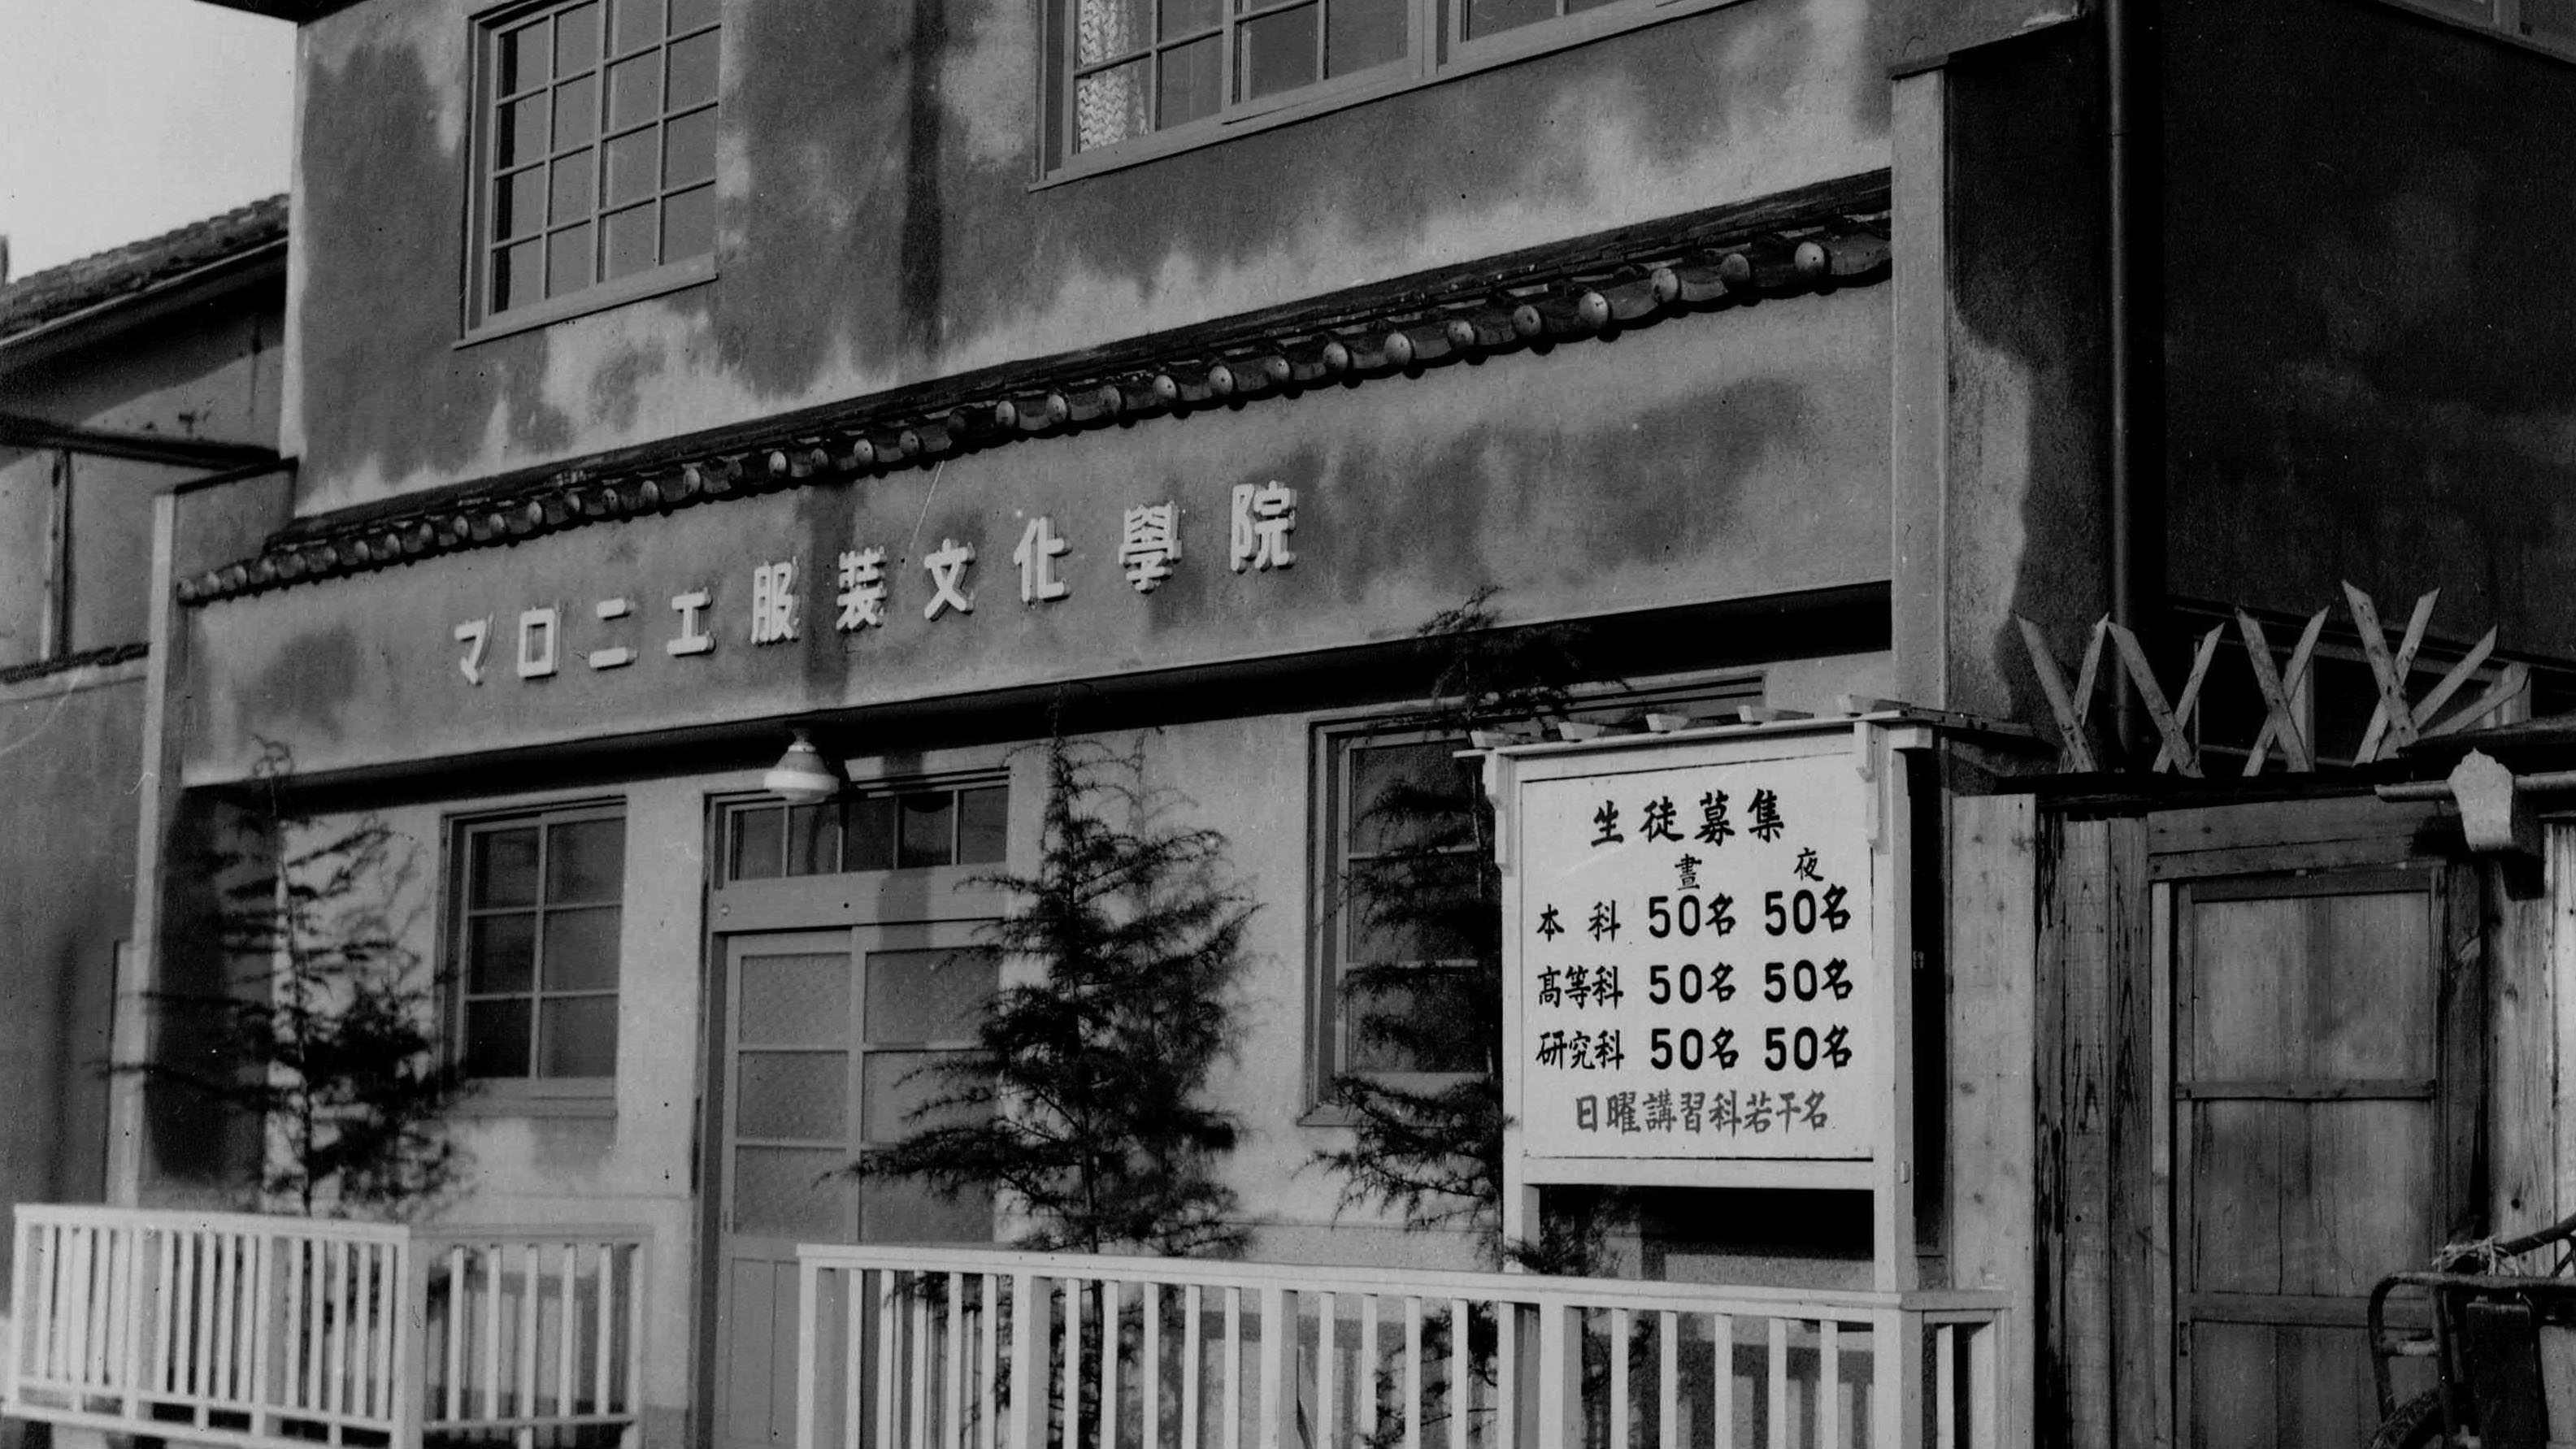 マロニエ服装文化學院
生徒募集
晝 夜
本科 50名 50名
高等科 50名 50名
研究科 50名 50名
日曜講習科若干名